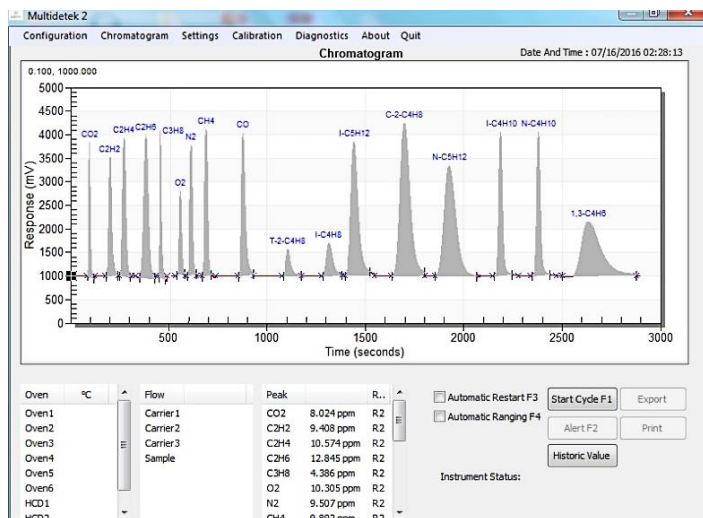 Multidetek 2
Configuration Chromatogram Settings Calibration Diagnostics About Quit
Chromatogram
Date And Time : 07/16/2016 02:28:13
0.100, 1000.000
Response (mV)
5000
4500
4000
3500
3000
2500
2000
1500
1000
500
0
CO2
C2H2
C2H4
C2H6
C3H8
O2
N2
CH4
CO
T-2-C4H8
I-C4H8
I-C5H12
C-2-C4H8
N-C5H12
I-C4H10
N-C4H10
1,3-C4H6
500 1000 1500 2000 2500 3000
Time (seconds)
Oven °C
Oven1
Oven2
Oven3
Oven4
Oven5
Oven6
HCD1
HCD2
Flow
Carrier1
Carrier2
Carrier3
Sample
Peak R..
CO2 8.024 ppm R2
C2H2 9.408 ppm R2
C2H4 10.574 ppm R2
C2H6 12.845 ppm R2
C3H8 4.386 ppm R2
O2 10.305 ppm R2
N2 9.507 ppm R2
CH4 9.892 ppm R2
Automatic Restart F3
Automatic Ranging F4
Start Cycle F1
Export
Alert F2
Print
Historic Value
Instrument Status: